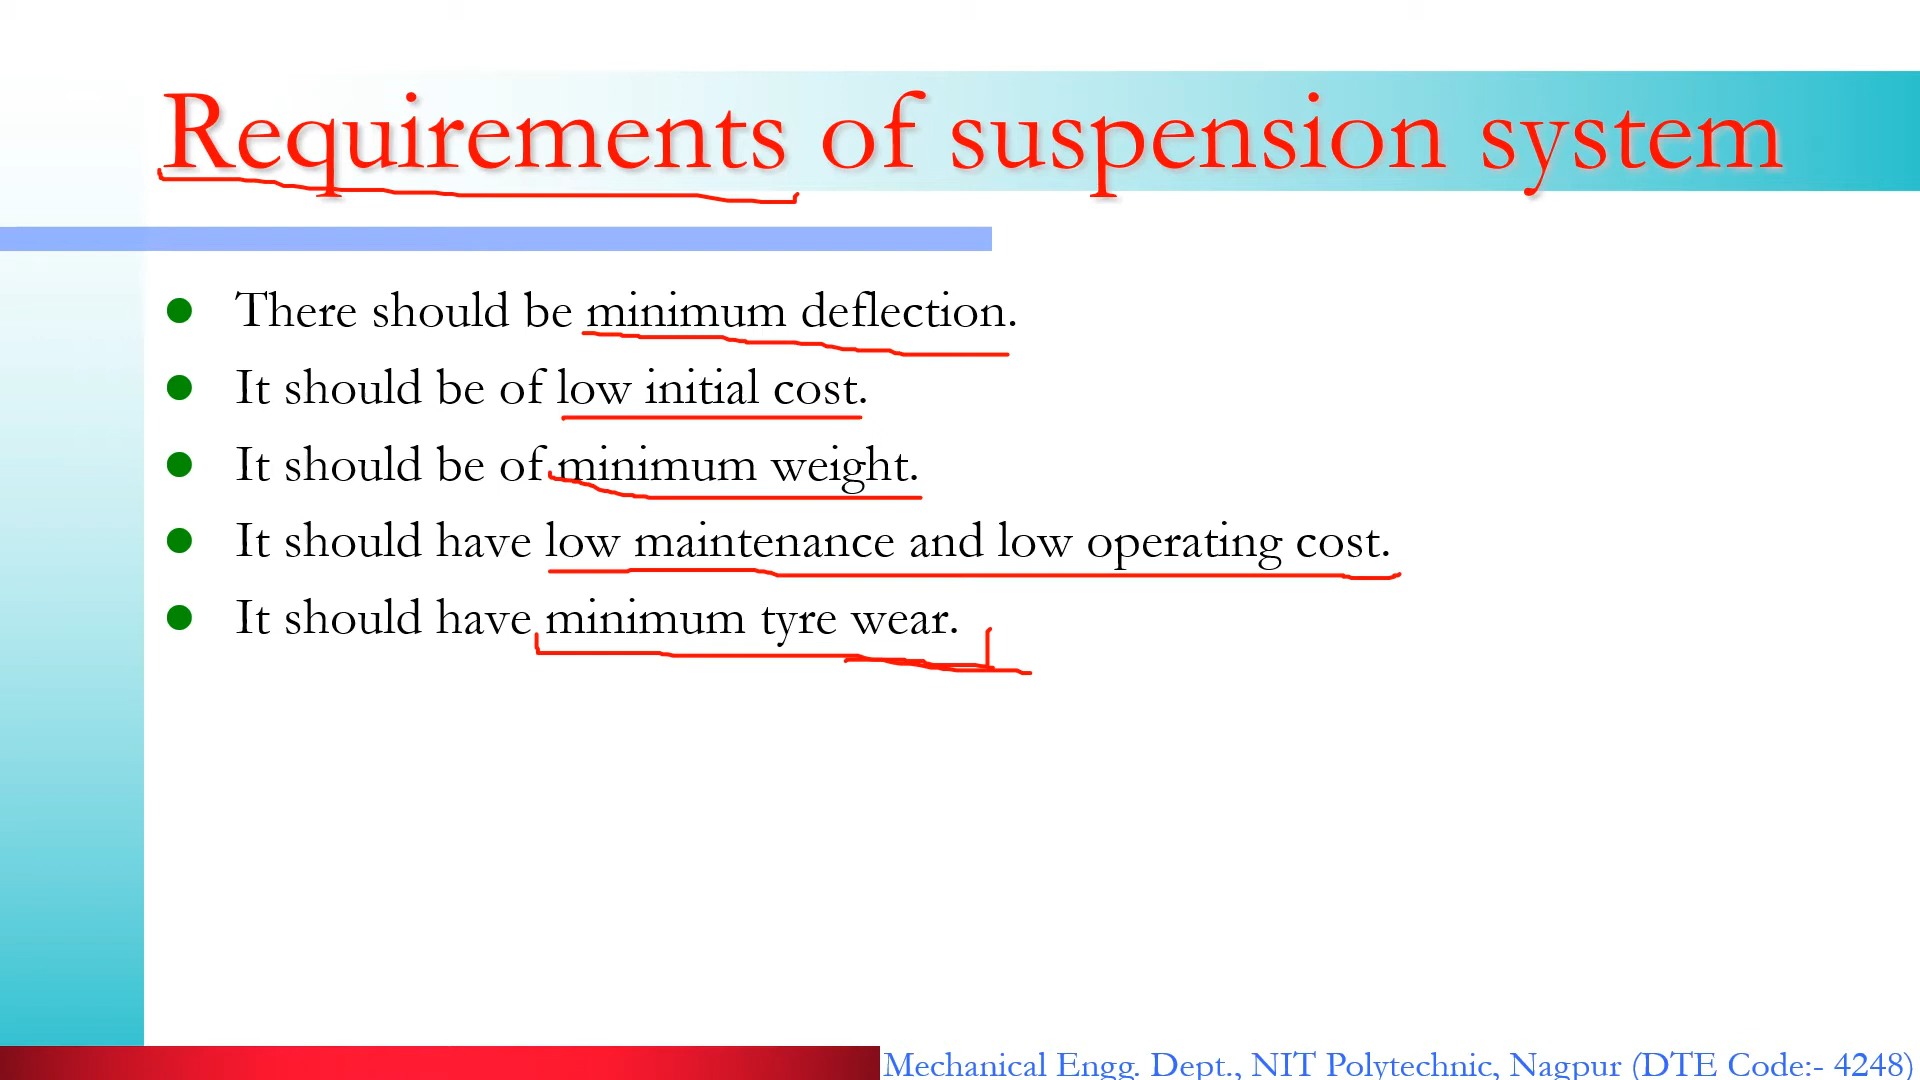 Requirements of suspension system
There should be minimum deflection.
It should be of low initial cost.
It should be of minimum weight.
It should have low maintenance and low operating cost.
It should have minimum tyre wear.
Mechanical Engg. Dept., NIT Polytechnic, Nagpur (DTE Code:- 4248)